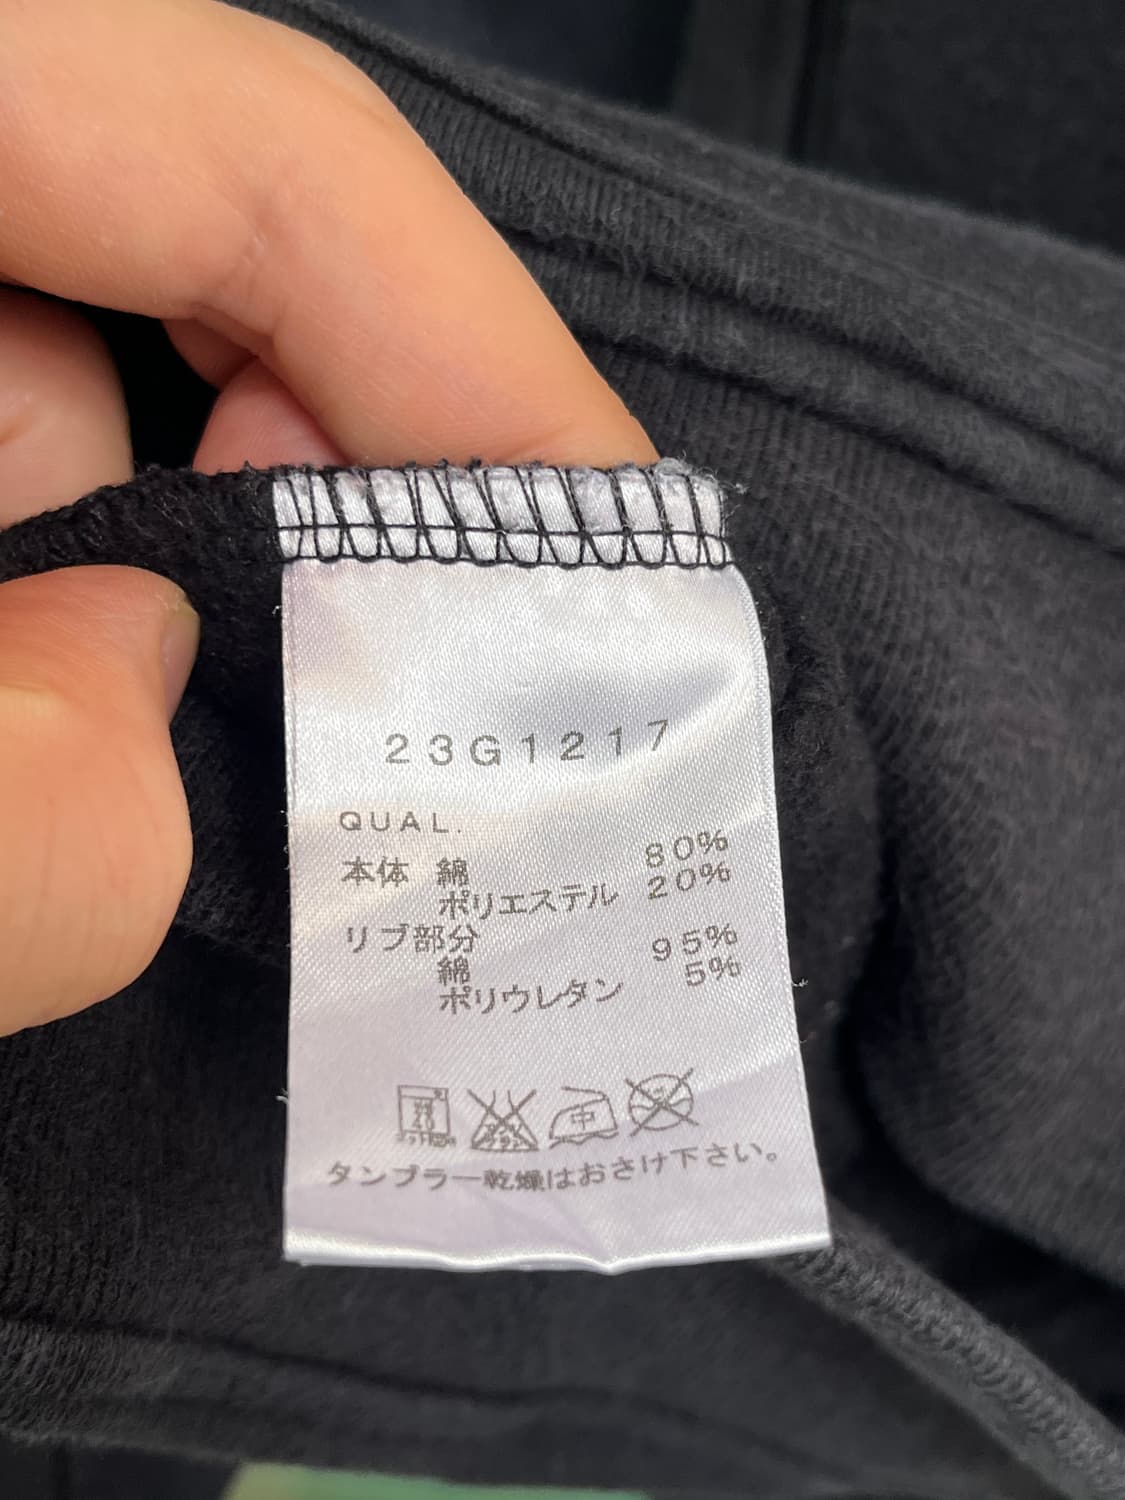 23G1217
QUAL.
本体 綿 80%
ポリエステル 20%
リブ部分
綿 95%
ポリウレタン 5%
中
タンブラー乾燥はおさけ下さい。